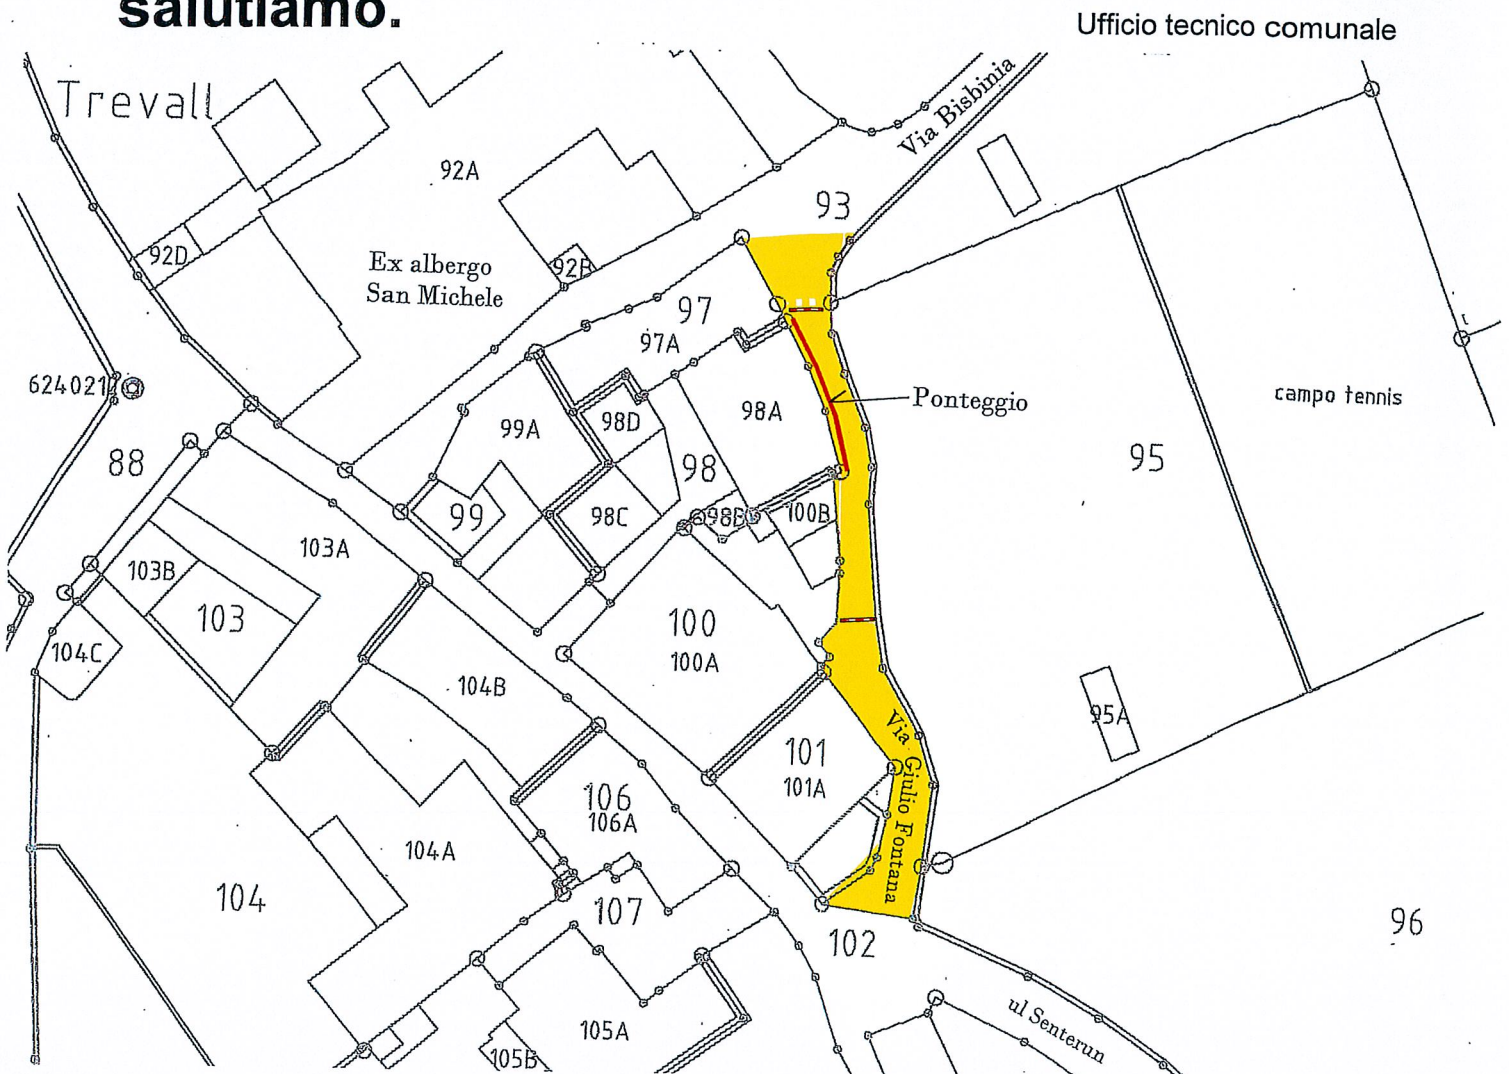 salutiamo.
Ufficio tecnico comunale
Trevall
Via Bisbinia
92A
93
92D
Ex albergo
San Michele
92B
97
97A
624021
98A
Ponteggio
campo tennis
99A
98D
88
98
95
99
98C
98B
100B
103A
103B
103
100
100A
104C
104B
95A
Via Giulio Fontana
101
101A
106
106A
104A
104
107
102
96
105A
ul Senterun
105B